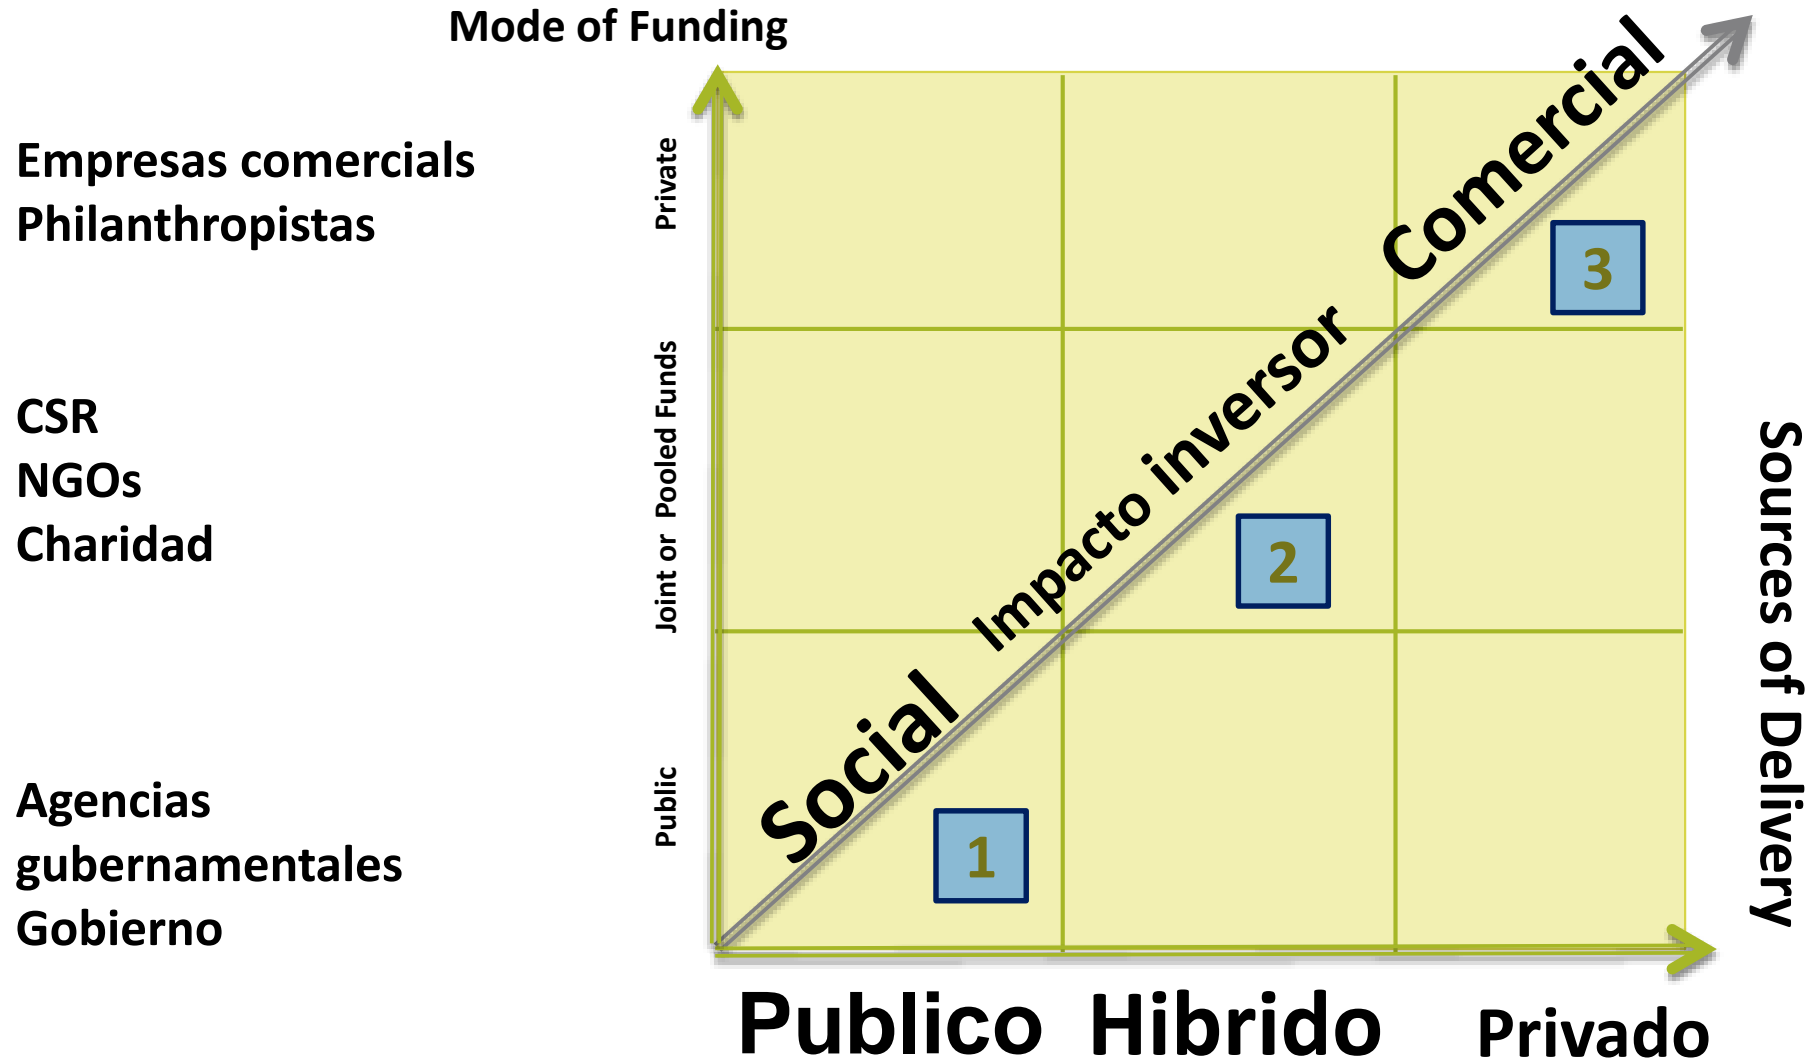 Mode of Funding
Empresas comercials
Philanthropistas
CSR
NGOs
Charidad
Agencias
gubernamentales
Gobierno
Private
Joint or Pooled Funds
Public
Comercial
Impacto inversor
Social
3
2
1
Sources of Delivery
Publico
Hibrido
Privado